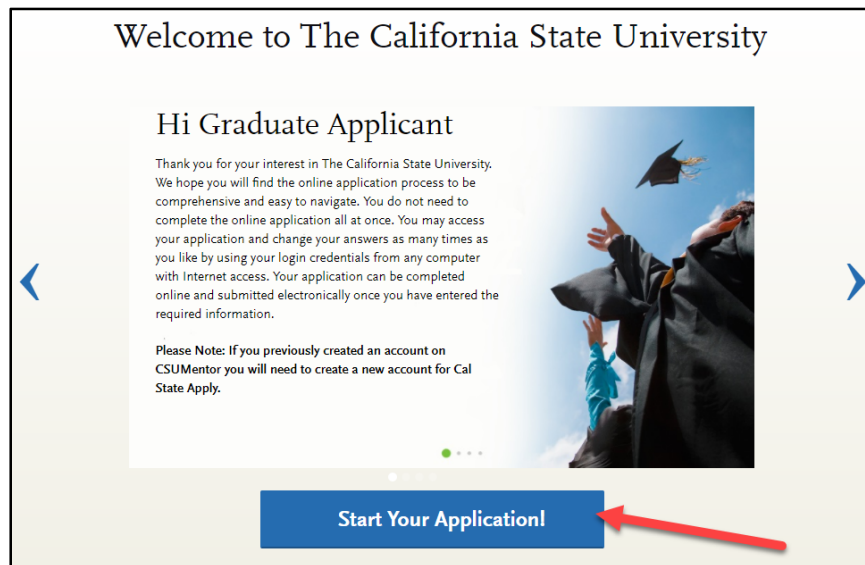 Welcome to The California State University
Hi Graduate Applicant
Thank you for your interest in The California State University.
We hope you will find the online application process to be
comprehensive and easy to navigate. You do not need to
complete the online application all at once. You may access
your application and change your answers as many times as
you like by using your login credentials from any computer
with Internet access. Your application can be completed
online and submitted electronically once you have entered the
required information.
Please Note: If you previously created an account on
CSUMentor you will need to create a new account for Cal
State Apply.
Start Your Application!